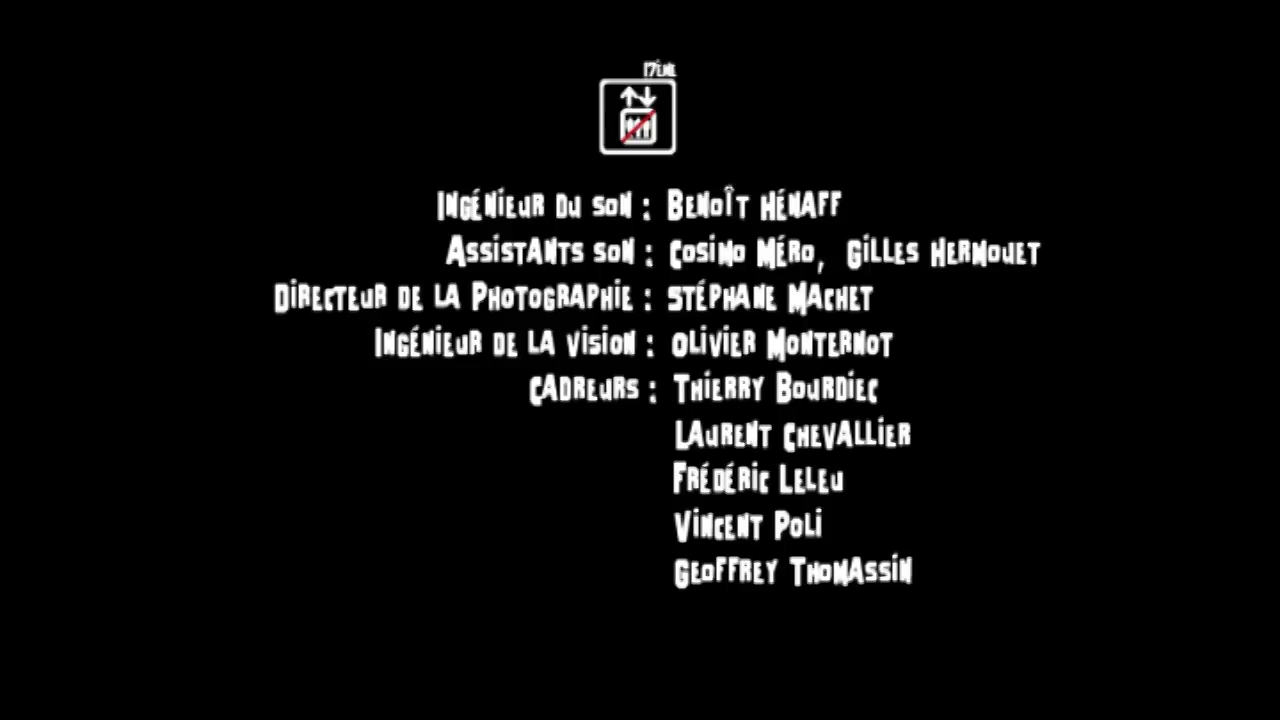 17ème
Ingénieur du son : Benoît Hénaff
Assistants son : Cosimo Méro, Gilles Hermouet
Directeur de la Photographie : Stéphane Machet
Ingénieur de la vision : Olivier Monternot
Cadreurs : Thierry Bourdiec
Laurent Chevallier
Frédéric Leleu
Vincent Poli
Geoffrey Thomassin